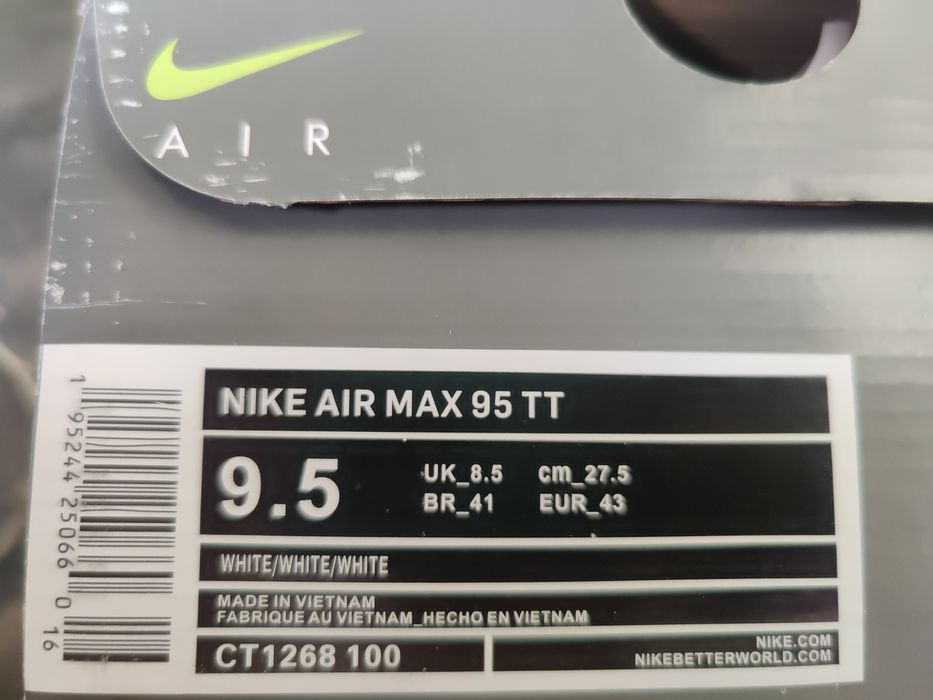 AIR
NIKE AIR MAX 95 TT
9.5
UK_8.5 cm_27.5
BR_41 EUR_43
WHITE/WHITE/WHITE
MADE IN VIETNAM
FABRIQUE AU VIETNAM_HECHO EN VIETNAM
CT1268 100
NIKE.COM
NIKEBETTERWORLD.COM
1 95244 25066 0 16